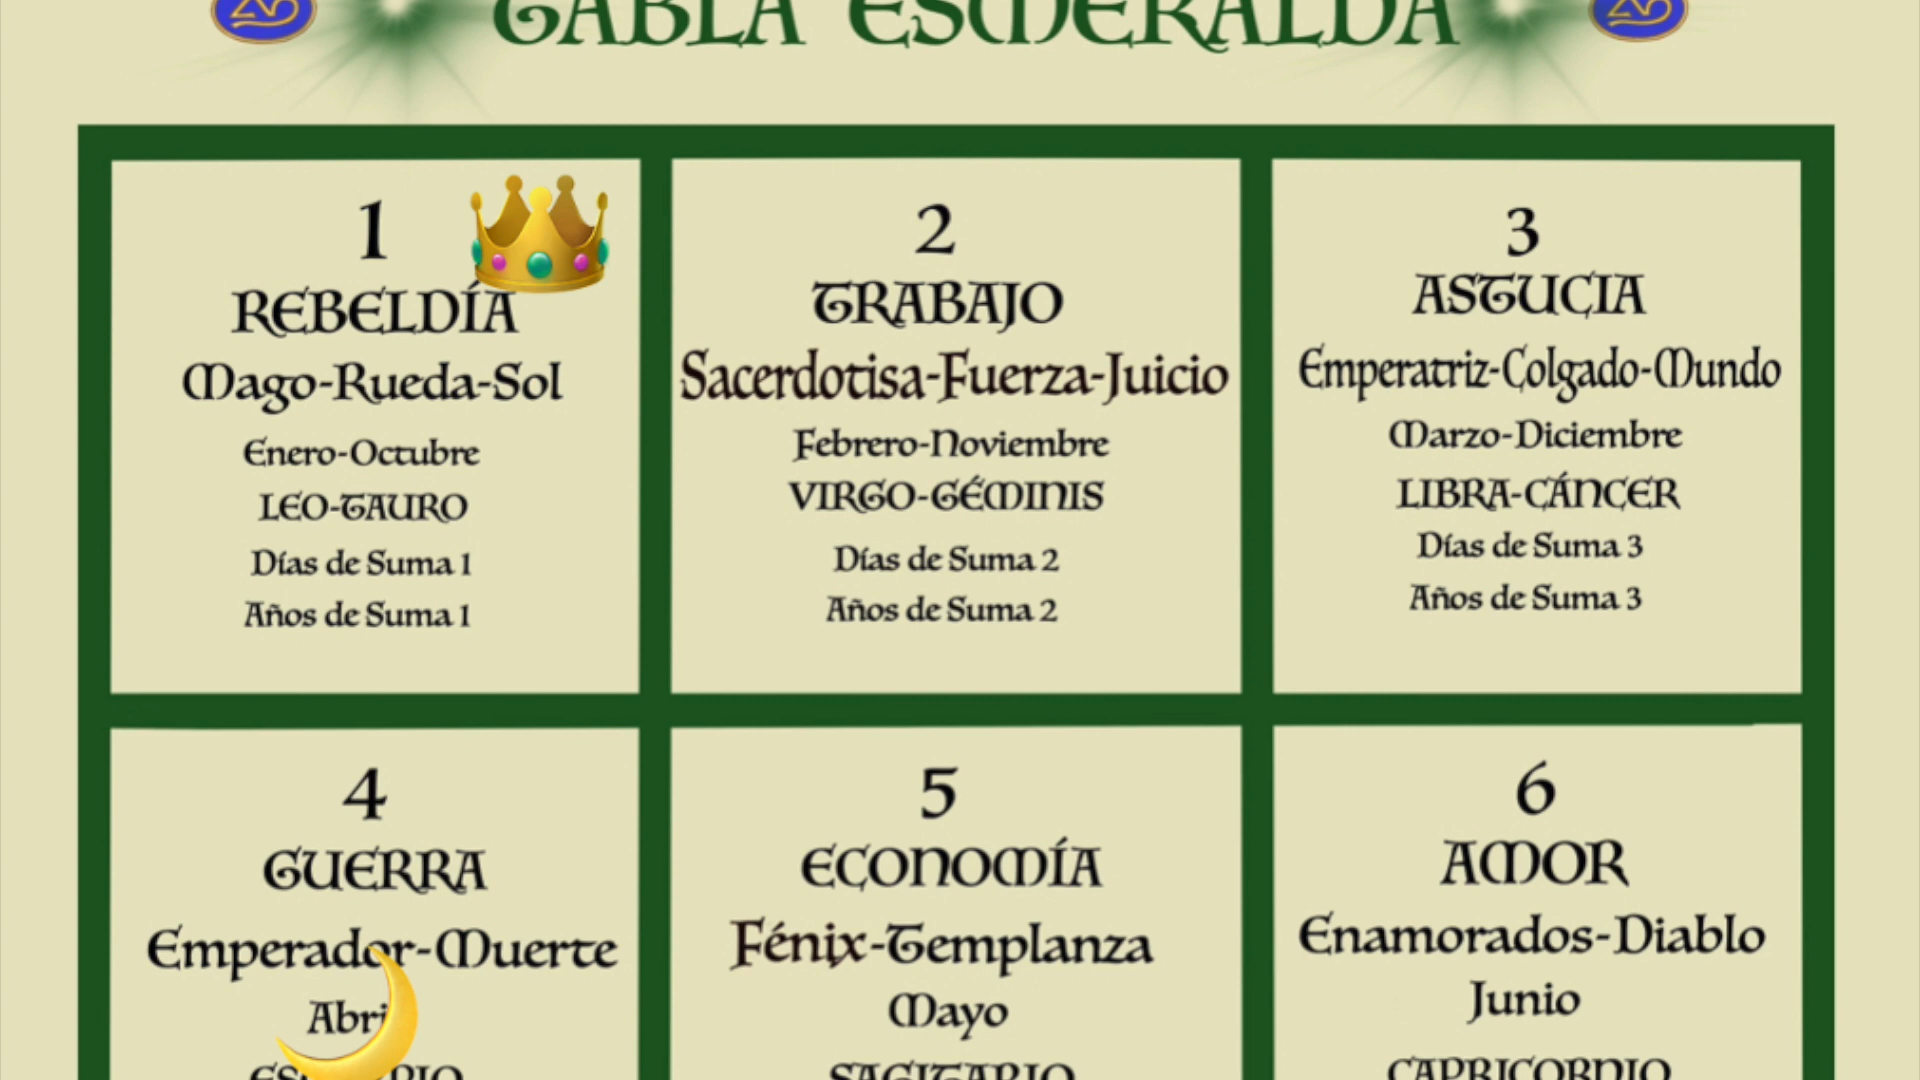 TABLA ESMERALDA
1
REBELDÍA
Mago-Rueda-Sol
Enero-Octubre
LEO-TAURO
Días de Suma 1
Años de Suma 1
2
TRABAJO
Sacerdotisa-Fuerza-Juicio
Febrero-Noviembre
VIRGO-GÉMINIS
Días de Suma 2
Años de Suma 2
3
ASTUCIA
Emperatriz-Colgado-Mundo
Marzo-Diciembre
LIBRA-CÁNCER
Días de Suma 3
Años de Suma 3
4
GUERRA
Emperador-Muerte
Abri
5
ECONOMÍA
Fénix-Templanza
Mayo
SAGITARIO
6
AMOR
Enamorados-Diablo
Junio
CAPRICORNIO